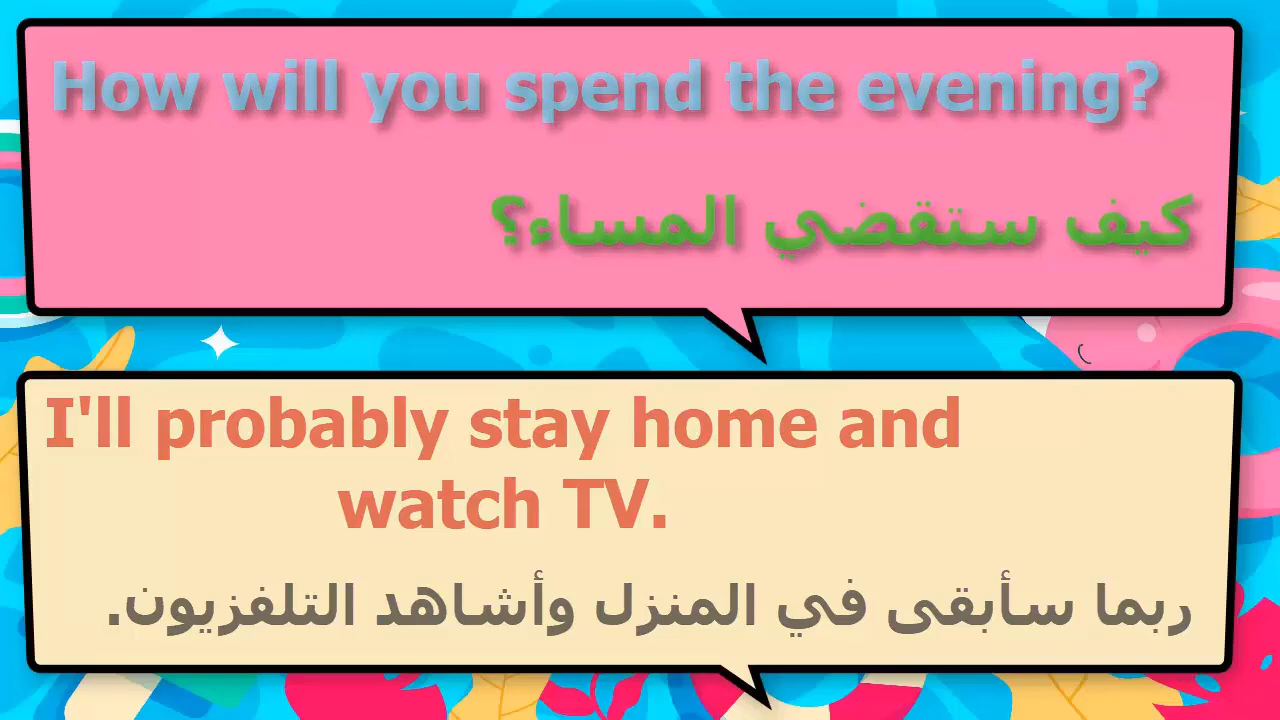 How will you spend the evening?
كيف ستقضي المساء؟
I'll probably stay home and
watch TV.
ربما سأبقى في المنزل وأشاهد التلفزيون.